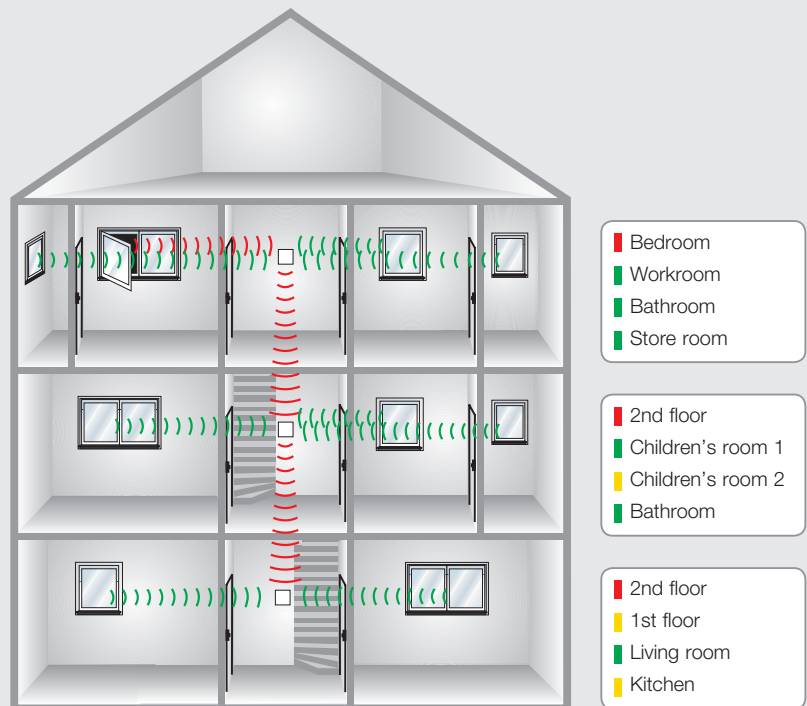 Bedroom
Workroom
Bathroom
Store room
2nd floor
Children's room 1
Children's room 2
Bathroom
2nd floor
1st floor
Living room
Kitchen